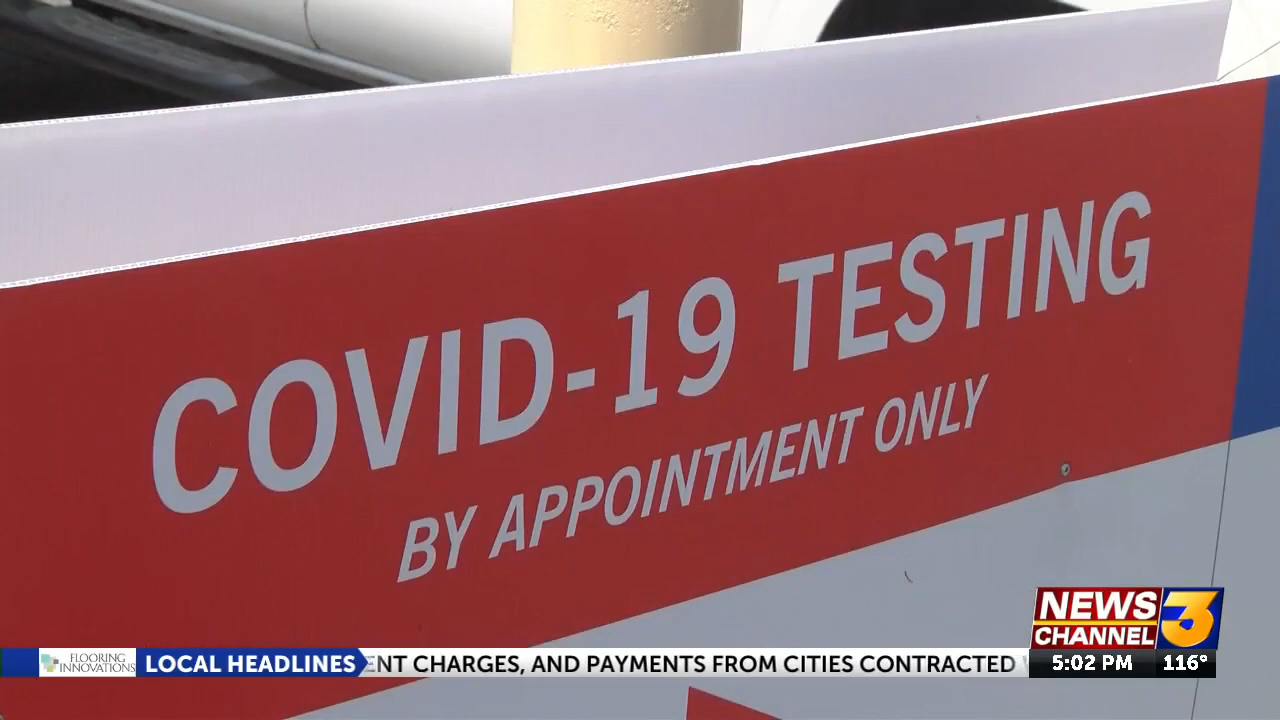 COVID-19 TESTING
BY APPOINTMENT ONLY
NEWS
CHANNEL 3
FLOORING
INNOVATIONS
LOCAL HEADLINES
ENT CHARGES, AND PAYMENTS FROM CITIES CONTRACTED
5:02 PM 116°